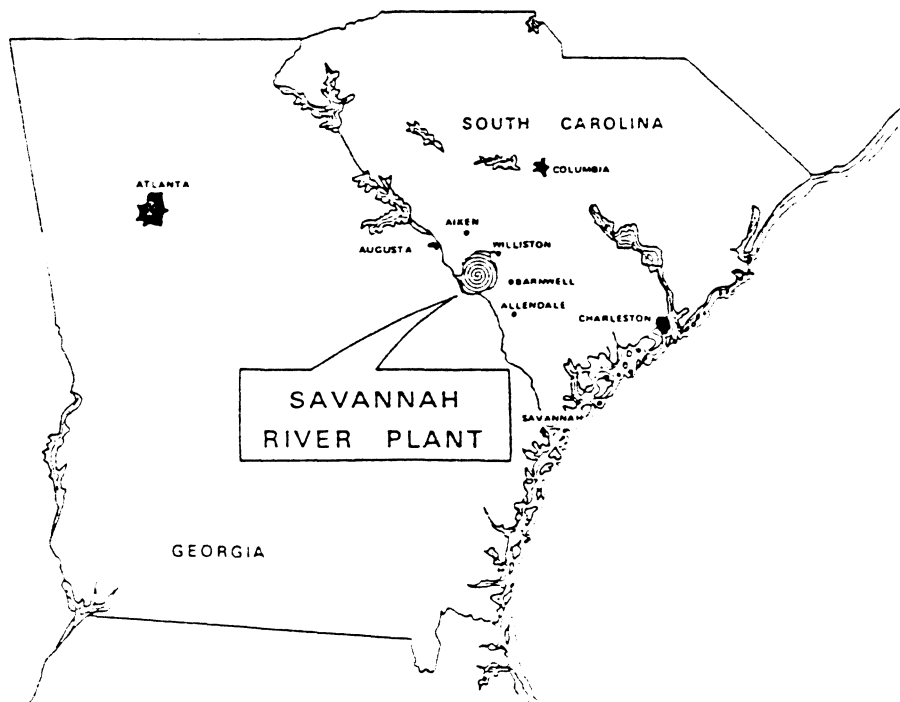 SOUTH CAROLINA
COLUMBIA
ATLANTA
AIKEN
AUGUSTA
WILLISTON
BARNWELL
ALLENDALE
CHARLESTON
SAVANNAH
RIVER PLANT
SAVANNAH
GEORGIA